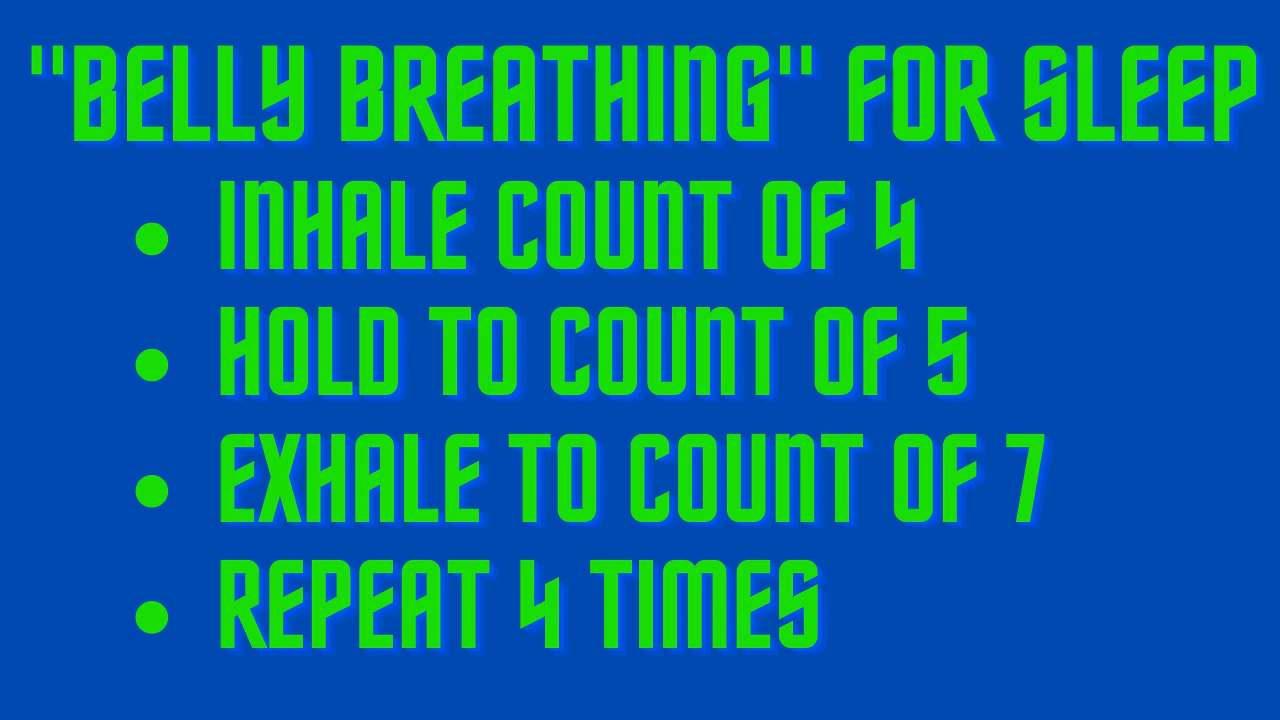 "BELLY BREATHING" FOR SLEEP
• INHALE COUNT OF 4
• HOLD TO COUNT OF 5
• EXHALE TO COUNT OF 7
• REPEAT 4 TIMES